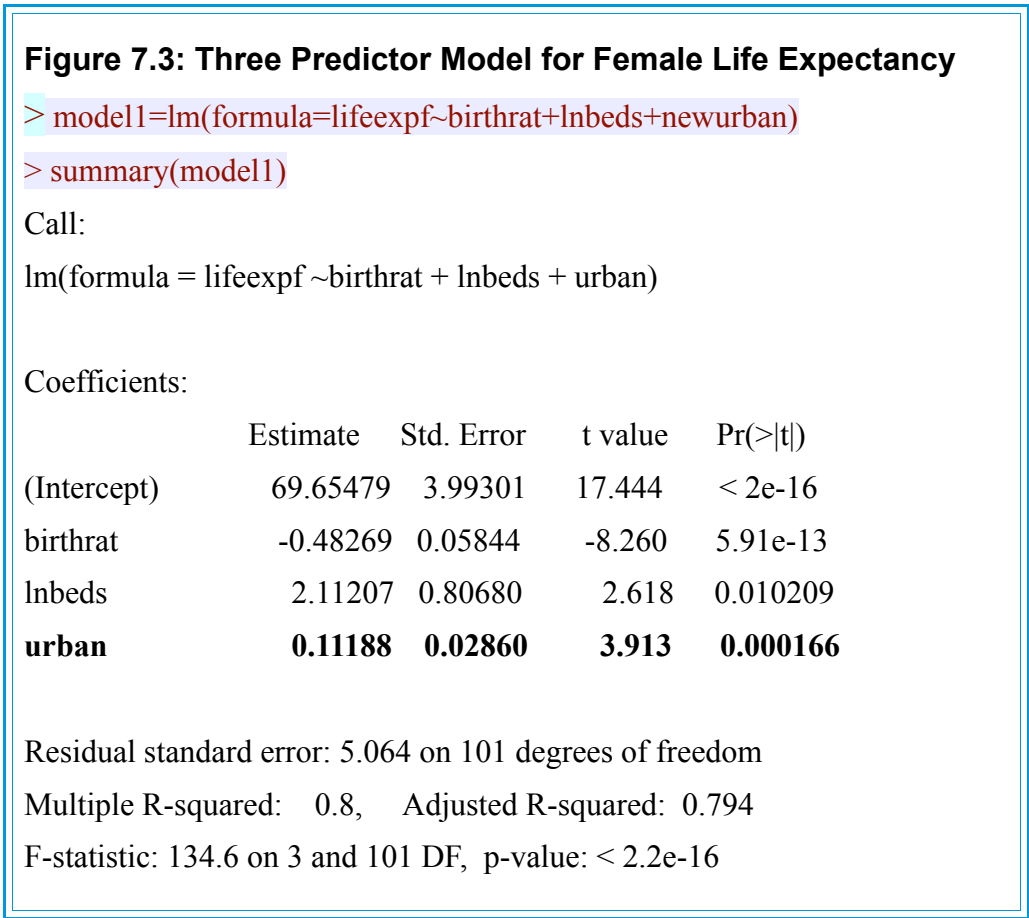 Figure 7.3: Three Predictor Model for Female Life Expectancy
> model1=lm(formula=lifeexpf~birthrat+lnbeds+newurban)
> summary(model1)
Call:
lm(formula = lifeexpf ~birthrat + lnbeds + urban)
Coefficients:
Estimate Std. Error t value Pr(>|t|)
(Intercept) 69.65479 3.99301 17.444 < 2e-16
birthrat -0.48269 0.05844 -8.260 5.91e-13
lnbeds 2.11207 0.80680 2.618 0.010209
urban 0.11188 0.02860 3.913 0.000166
Residual standard error: 5.064 on 101 degrees of freedom
Multiple R-squared: 0.8, Adjusted R-squared: 0.794
F-statistic: 134.6 on 3 and 101 DF, p-value: < 2.2e-16